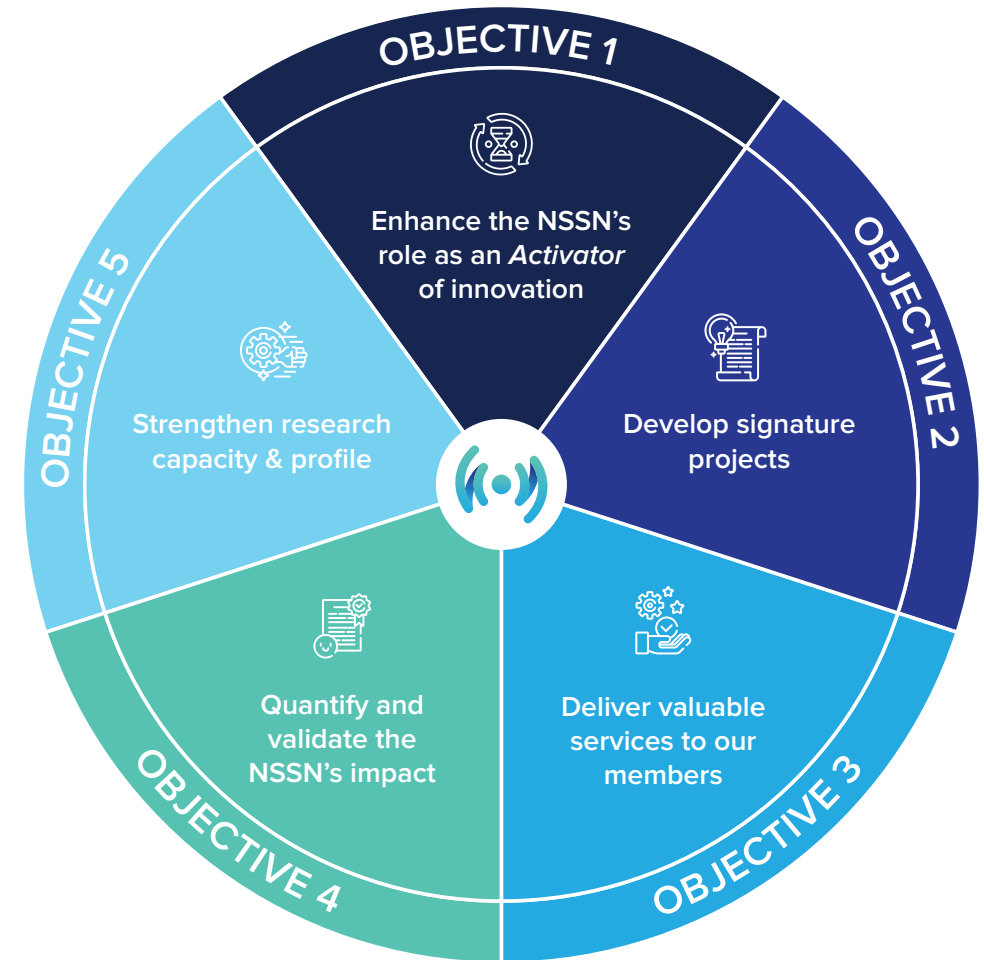 OBJECTIVE 1
Enhance the NSSN’s
role as an Activator
of innovation
OBJECTIVE 2
Develop signature
projects
OBJECTIVE 3
Deliver valuable
services to our
members
OBJECTIVE 4
Quantify and
validate the
NSSN’s impact
OBJECTIVE 5
Strengthen research
capacity & profile